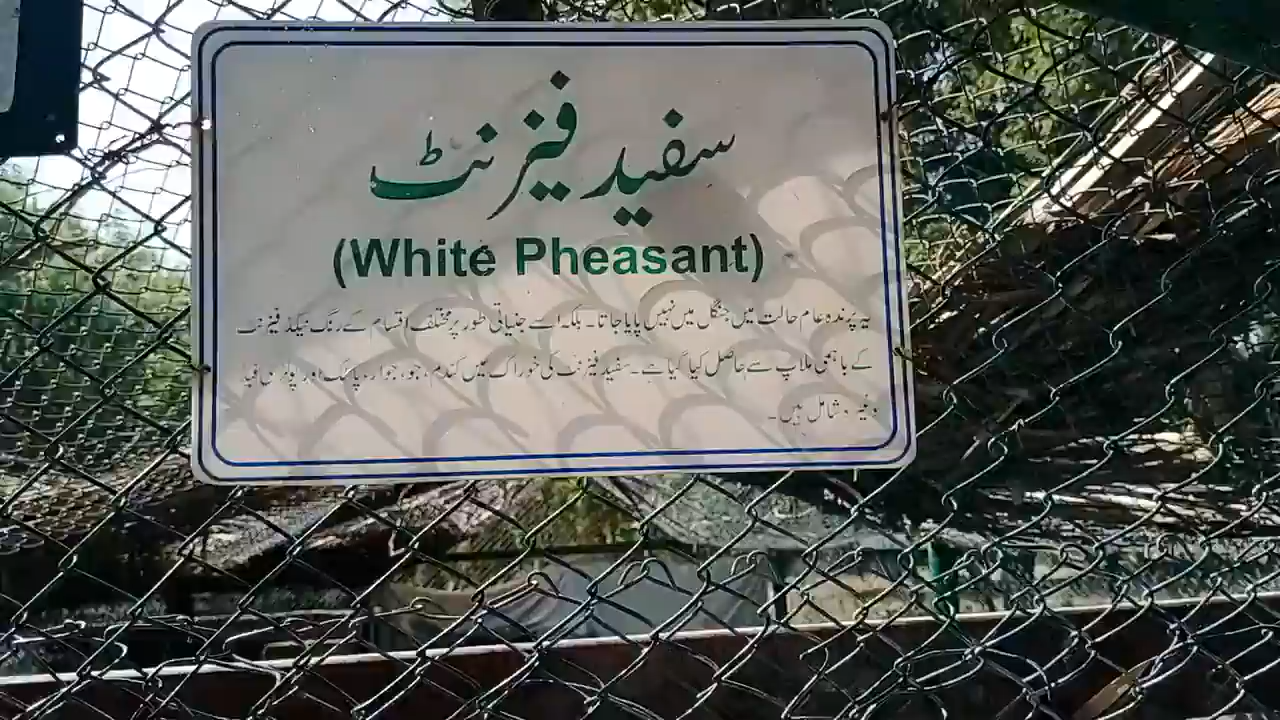 سفید فیزنٹ
(White Pheasant)
یہ پرندہ عام حالت میں جنگل میں نہیں پایا جاتا۔ بلکہ اسے جنیاتی طور پر مختلف اقسام کے رنگ نیکڈ فیزنٹ
کے باہمی ملاپ سے حاصل کیا گیا ہے۔ سفید فیزنٹ کی خوراک میں گندم، جو، جوار، پالک اور پولٹری فیڈ
وغیرہ شامل ہیں۔